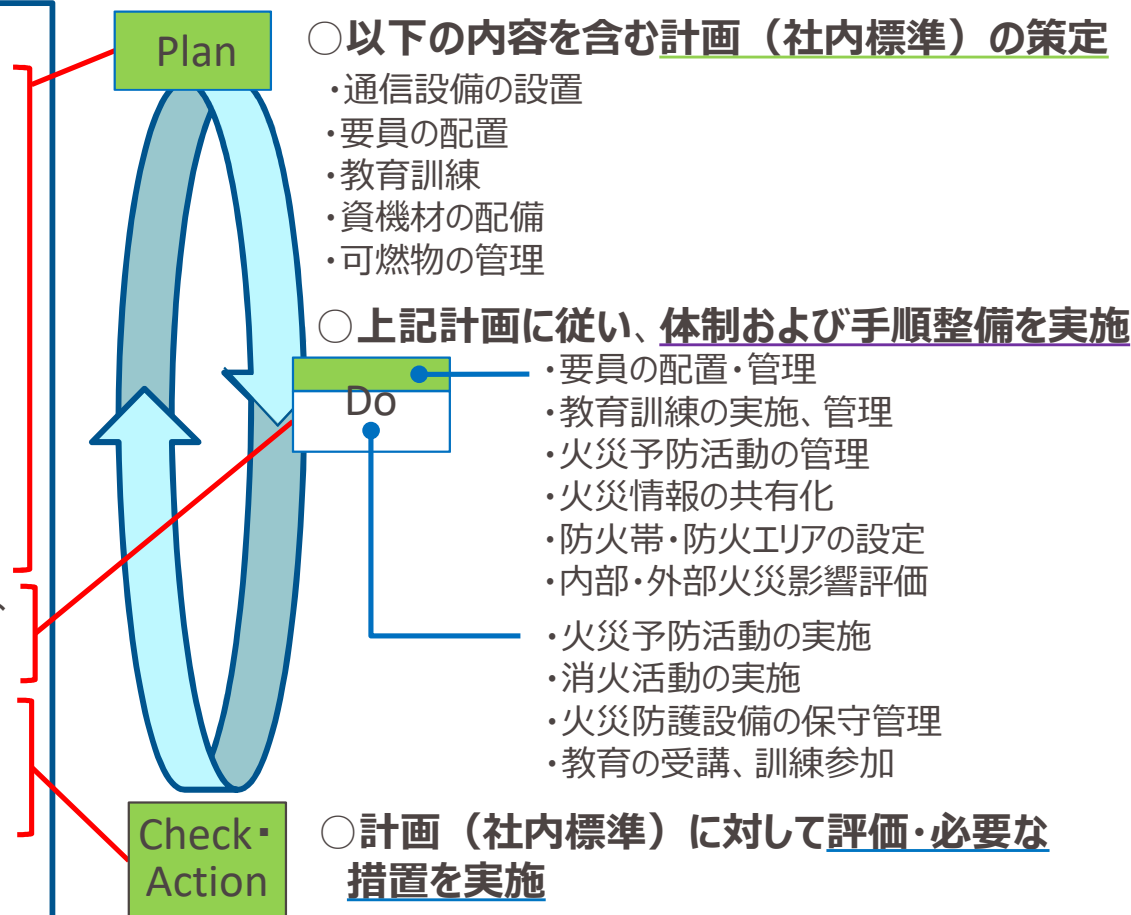 Plan
○以下の内容を含む計画（社内標準）の策定
・通信設備の設置
・要員の配置
・教育訓練
・資機材の配備
・可燃物の管理
○上記計画に従い、体制および手順整備を実施
Do
・要員の配置・管理
・教育訓練の実施、管理
・火災予防活動の管理
・火災情報の共有化
・防火帯・防火エリアの設定
・内部・外部火災影響評価
・火災予防活動の実施
・消火活動の実施
・火災防護設備の保守管理
・教育の受講、訓練参加
、
Check・
Action
○計画（社内標準）に対して評価・必要な
措置を実施